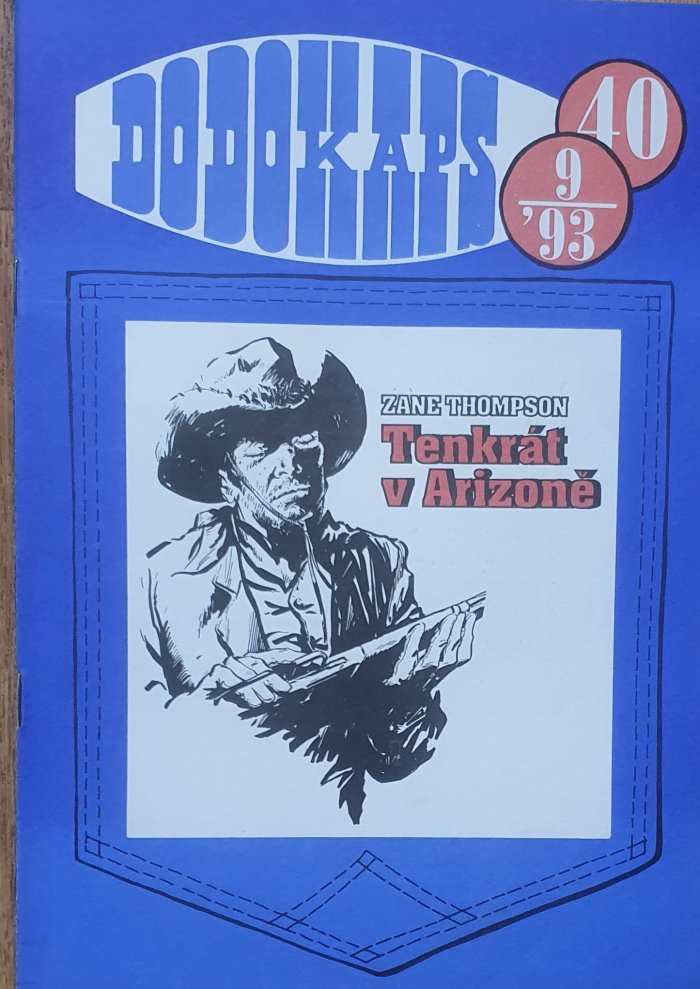 DODOKAPS
40
9
'93
ZANE THOMPSON
Tenkrát
v Arizoně